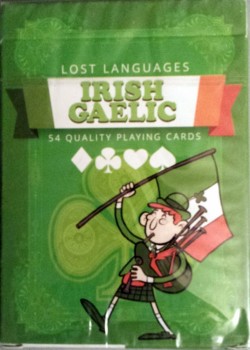 LOST LANGUAGES
IRISH
GAELIC
54 QUALITY PLAYING CARDS